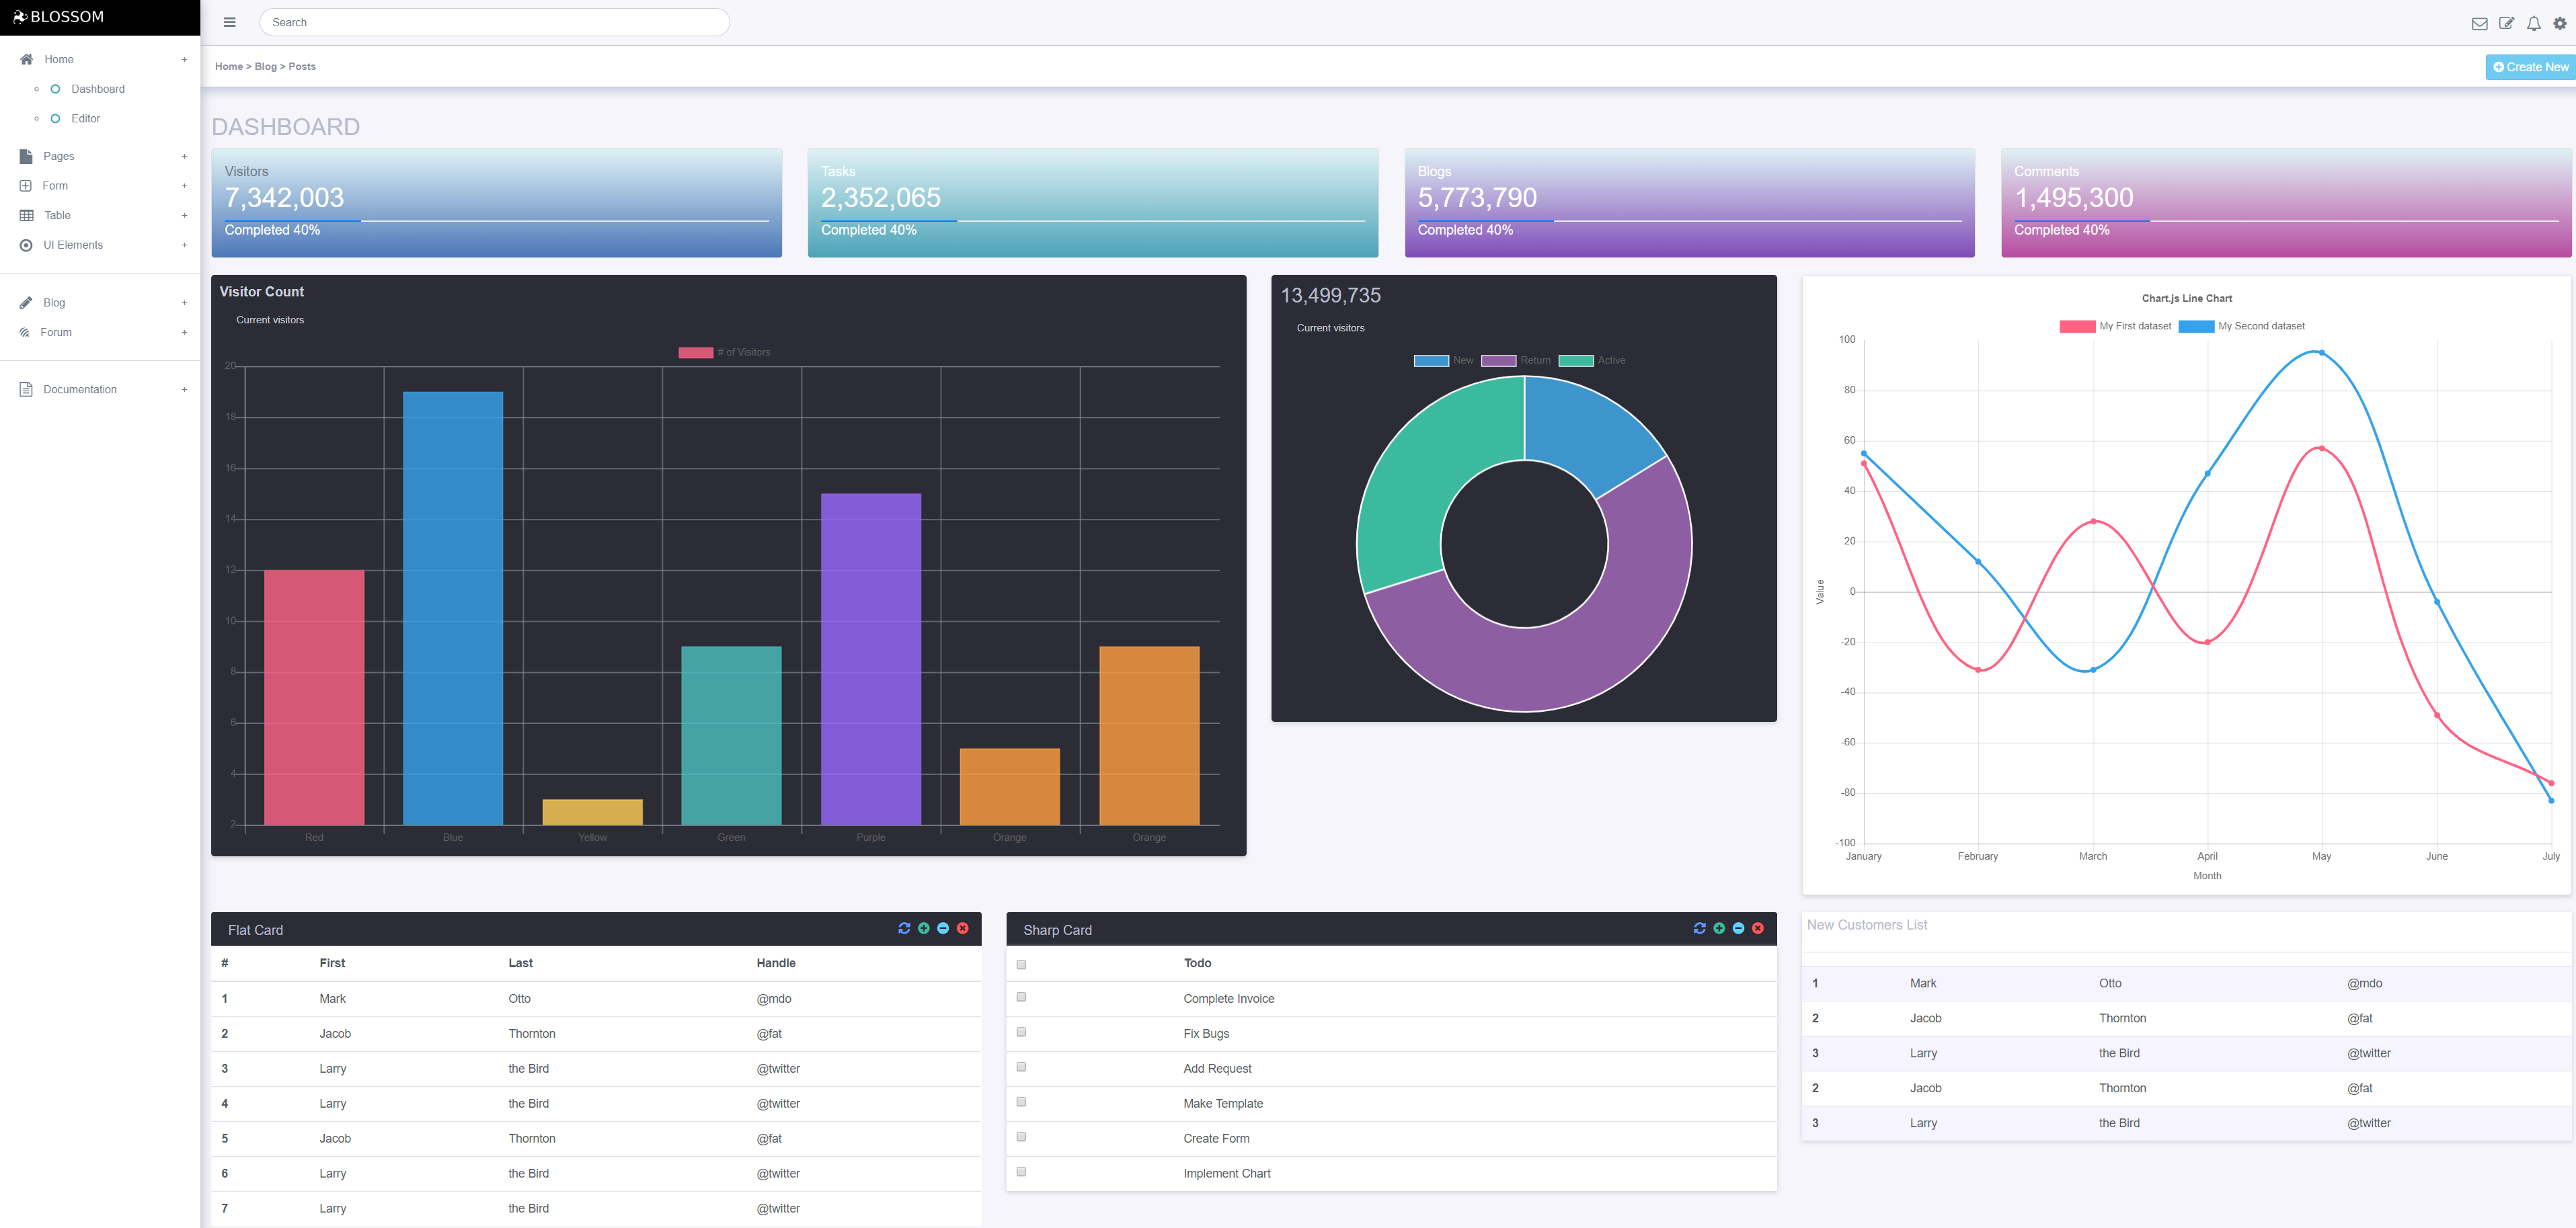 BLOSSOM
Home +
Dashboard
Editor
Pages +
Form +
Table +
UI Elements +
Blog +
Forum +
Documentation +
Search
Home > Blog > Posts
Create New
DASHBOARD
Visitors
7,342,003
Completed 40%
Tasks
2,352,065
Completed 40%
Blogs
5,773,790
Completed 40%
Comments
1,495,300
Completed 40%
Visitor Count
Current visitors
# of Visitors
20
18
16
14
12
10
8
6
4
2
Red Blue Yellow Green Purple Orange Orange
13,499,735
Current visitors
New Return Active
Chart.js Line Chart
My First dataset My Second dataset
100
80
60
40
20
0
-20
-40
-60
-80
-100
Value
January February March April May June July
Month
Flat Card
# First Last Handle
1 Mark Otto @mdo
2 Jacob Thornton @fat
3 Larry the Bird @twitter
4 Larry the Bird @twitter
5 Jacob Thornton @fat
6 Larry the Bird @twitter
7 Larry the Bird @twitter
Sharp Card
Todo
Complete Invoice
Fix Bugs
Add Request
Make Template
Create Form
Implement Chart
New Customers List
1 Mark Otto @mdo
2 Jacob Thornton @fat
3 Larry the Bird @twitter
2 Jacob Thornton @fat
3 Larry the Bird @twitter